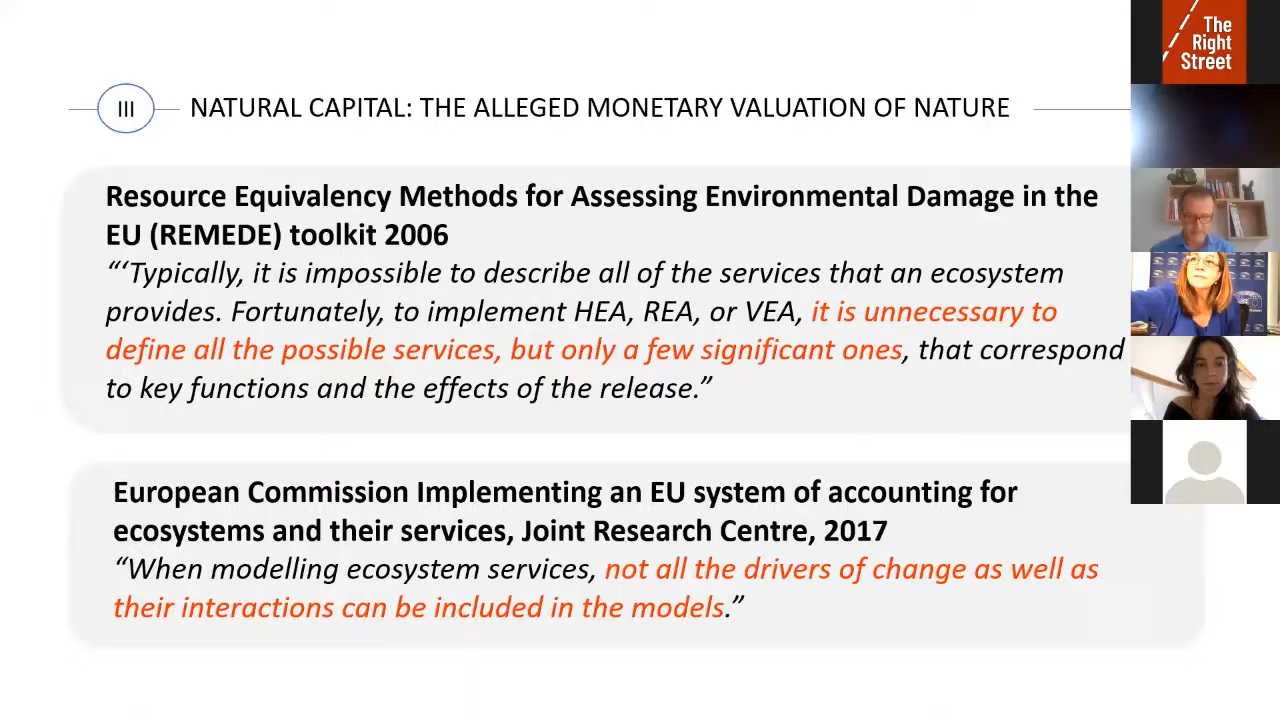 The
Right
Street
III
NATURAL CAPITAL: THE ALLEGED MONETARY VALUATION OF NATURE
Resource Equivalency Methods for Assessing Environmental Damage in the
EU (REMEDE) toolkit 2006
“‘Typically, it is impossible to describe all of the services that an ecosystem
provides. Fortunately, to implement HEA, REA, or VEA, it is unnecessary to
define all the possible services, but only a few significant ones, that correspond
to key functions and the effects of the release.”
European Commission Implementing an EU system of accounting for
ecosystems and their services, Joint Research Centre, 2017
“When modelling ecosystem services, not all the drivers of change as well as
their interactions can be included in the models.”